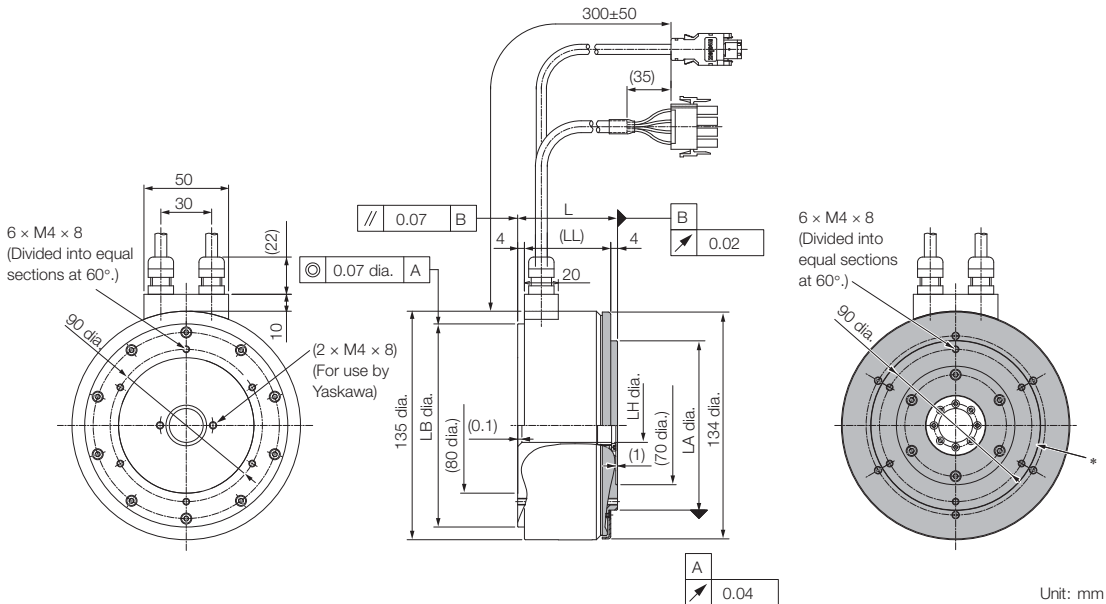 300±50
(35)
50
30
6 × M4 × 8
(Divided into equal
sections at 60°.)
(22)
10
90 dia.
(2 × M4 × 8)
(For use by
Yaskawa)
// 0.07 B
L
B
0.02
4
(LL)
4
◎ 0.07 dia. A
20
135 dia.
LB dia.
(80 dia.)
(0.1)
LH dia.
(1)
(70 dia.)
LA dia.
134 dia.
A
0.04
6 × M4 × 8
(Divided into
equal sections
at 60°.)
90 dia.
*
Unit: mm